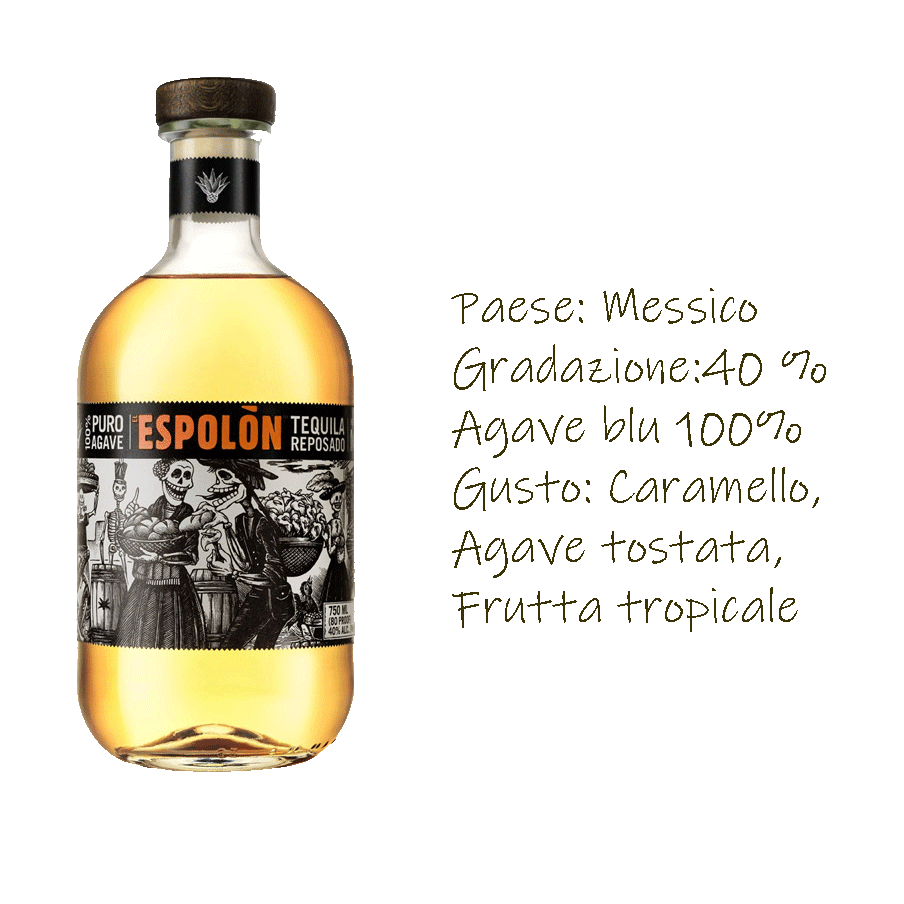 100% PURO AGAVE
EL ESPOLÒN
TEQUILA
REPOSADO
750 ML
(80 PROOF)
40% ALC.
Paese: Messico
Gradazione:40 %
Agave blu 100%
Gusto: Caramello,
Agave tostata,
Frutta tropicale